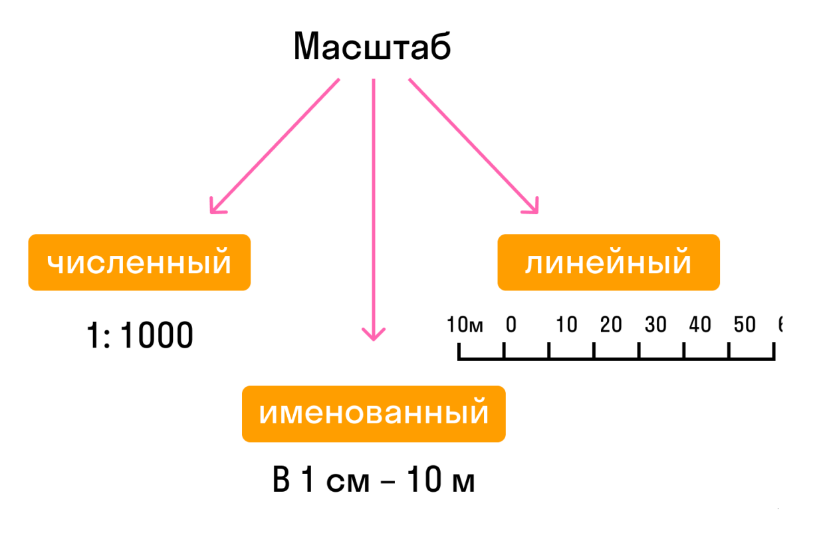 Масштаб
численный
линейный
1: 1000
10м 0 10 20 30 40 50
именованный
В 1 см – 10 м